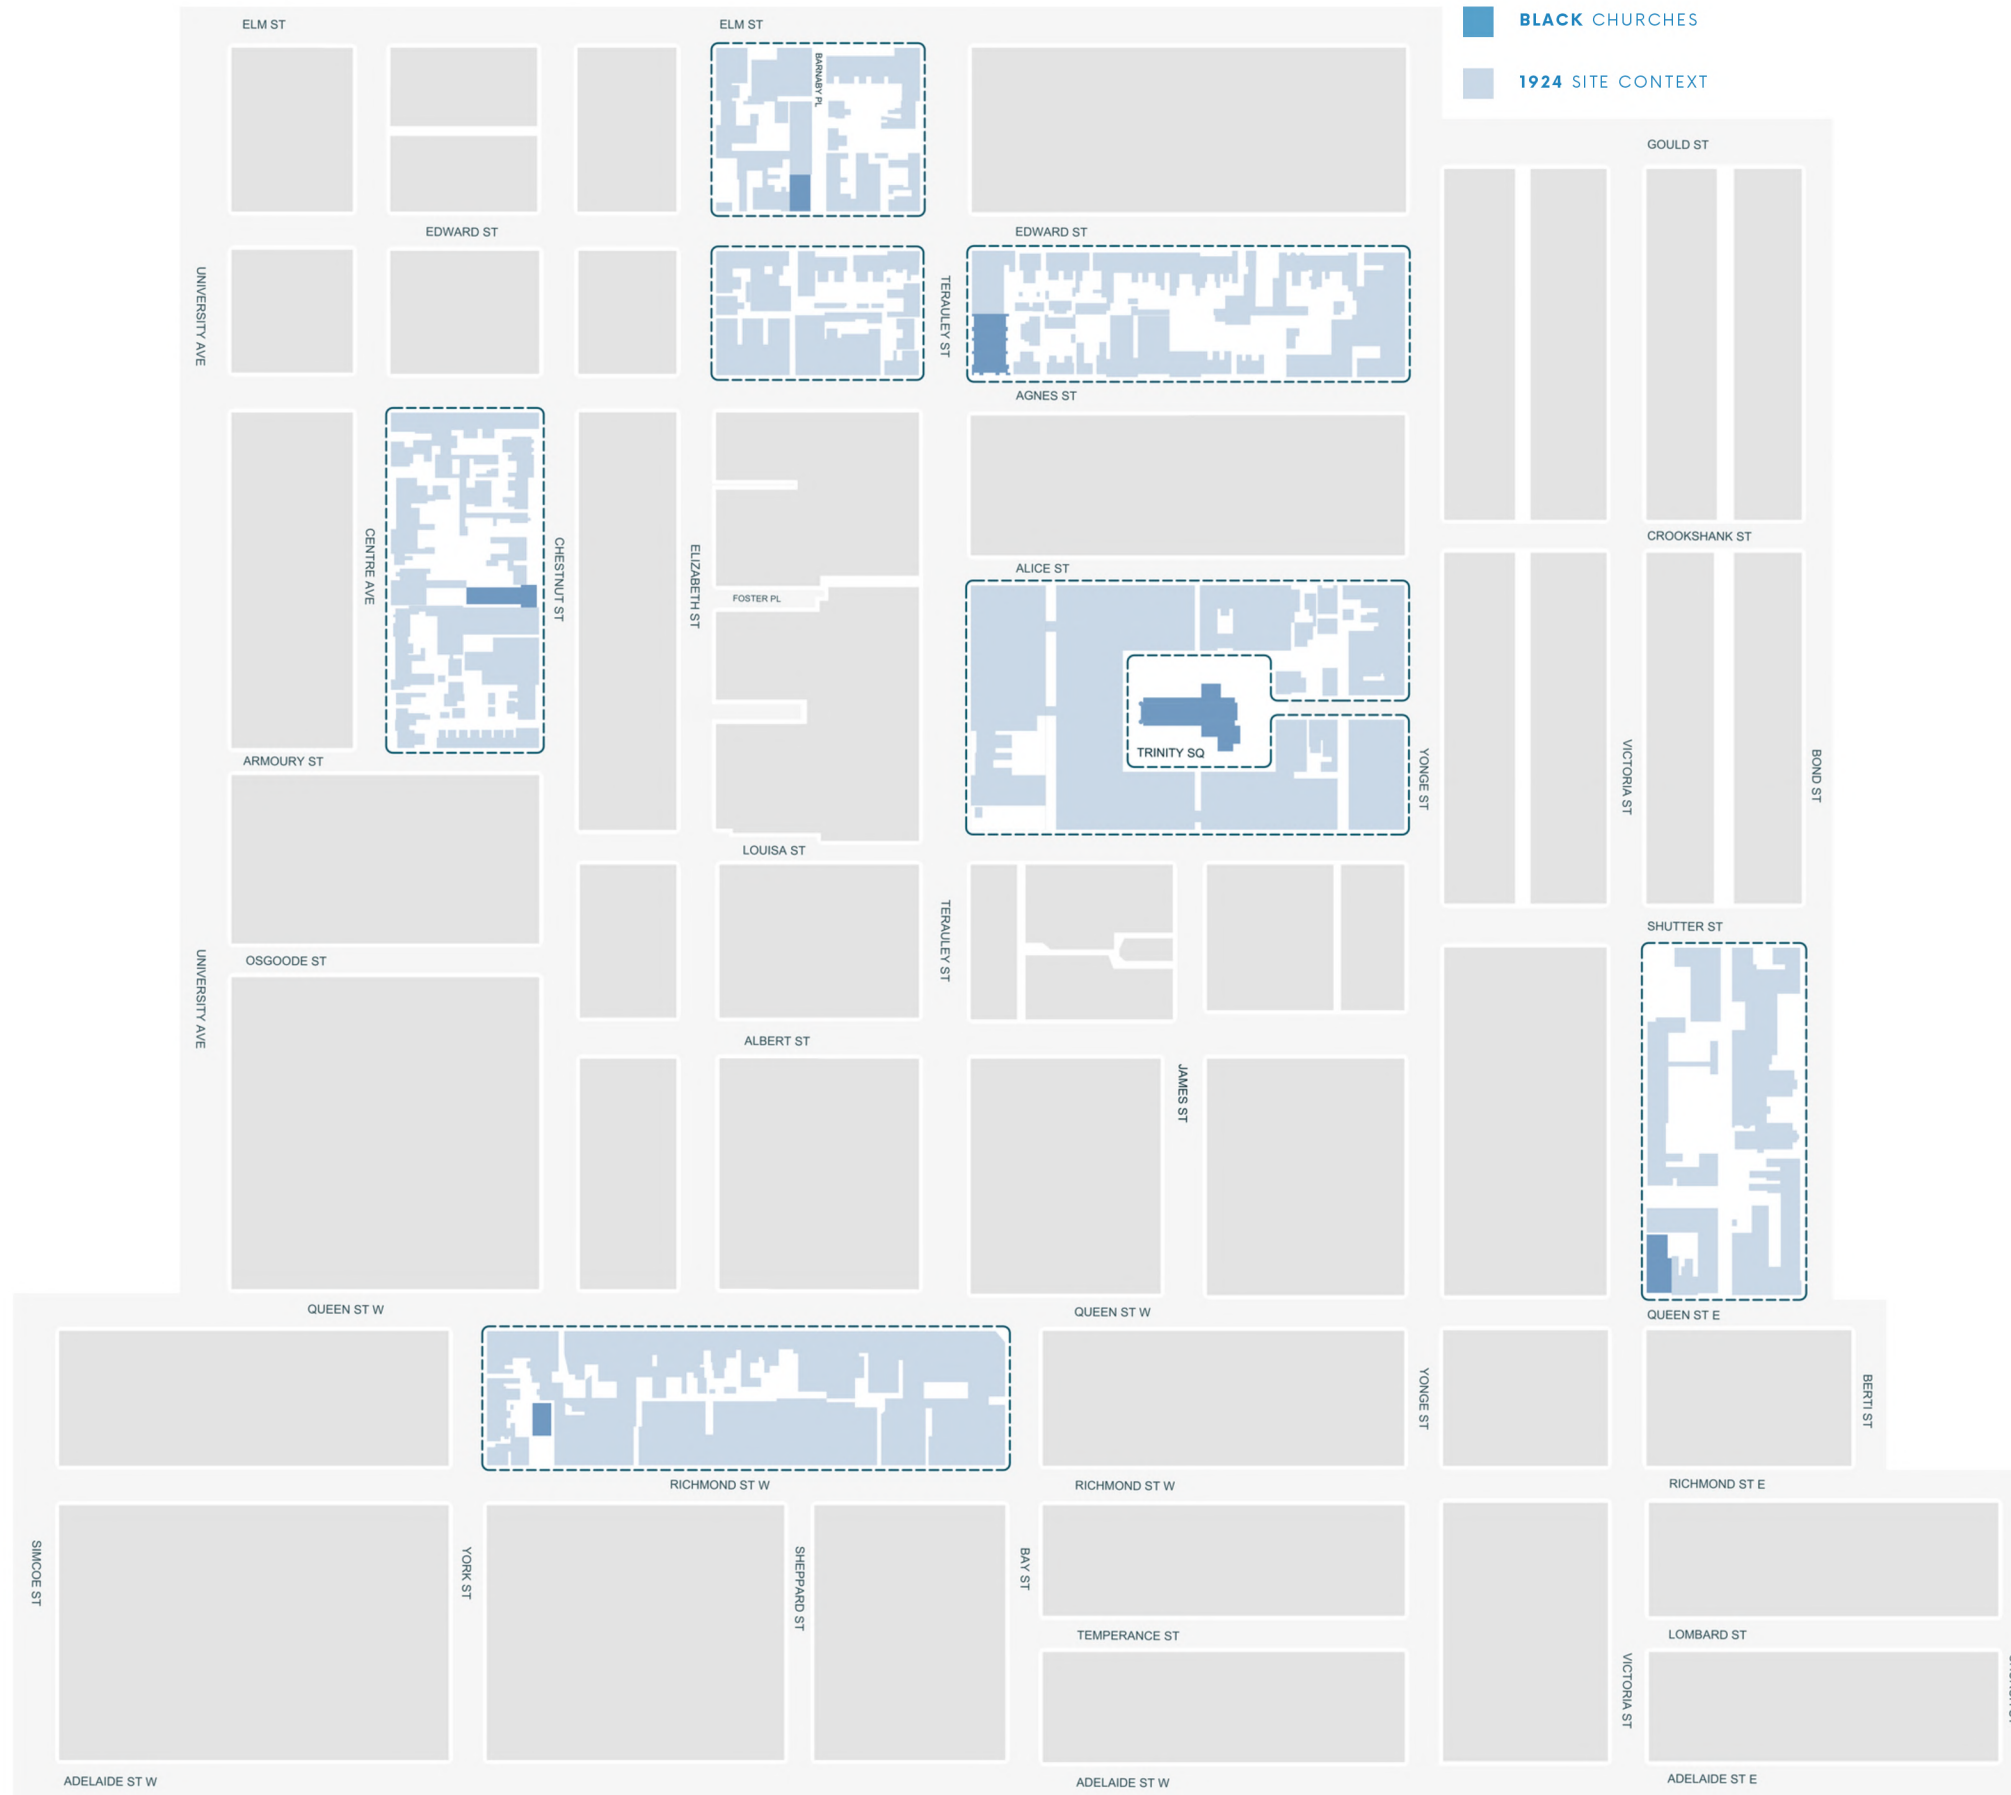 ELM ST
ELM ST
BLACK CHURCHES
1924 SITE CONTEXT
BARNABY PL
GOULD ST
EDWARD ST
EDWARD ST
UNIVERSITY AVE
TERAULEY ST
AGNES ST
CENTRE AVE
CHESTNUT ST
ELIZABETH ST
CROOKSHANK ST
ALICE ST
FOSTER PL
TRINITY SQ
YONGE ST
VICTORIA ST
BOND ST
ARMOURY ST
LOUISA ST
TERAULEY ST
SHUTTER ST
UNIVERSITY AVE
OSGOODE ST
ALBERT ST
JAMES ST
QUEEN ST W
QUEEN ST W
QUEEN ST E
YONGE ST
BERTI ST
RICHMOND ST W
RICHMOND ST W
RICHMOND ST E
SIMCOE ST
YORK ST
SHEPPARD ST
BAY ST
TEMPERANCE ST
LOMBARD ST
VICTORIA ST
ADELAIDE ST W
ADELAIDE ST W
ADELAIDE ST E